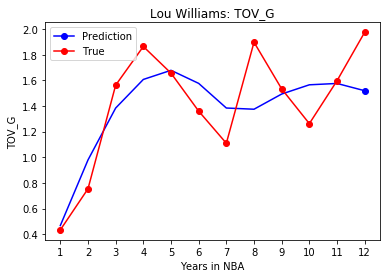 Lou Williams: TOV_G
Prediction
True
TOV_G
2.0
1.8
1.6
1.4
1.2
1.0
0.8
0.6
0.4
1 2 3 4 5 6 7 8 9 10 11 12
Years in NBA